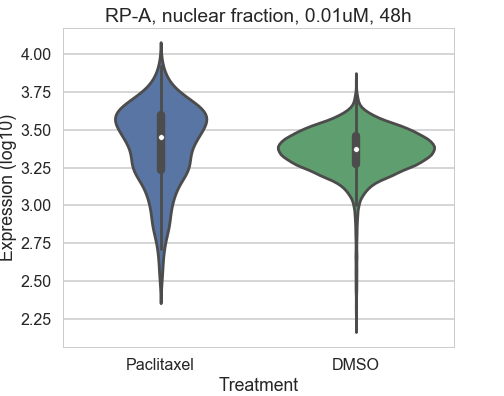 RP-A, nuclear fraction, 0.01uM, 48h
Expression (log10)
4.00
3.75
3.50
3.25
3.00
2.75
2.50
2.25
Paclitaxel DMSO
Treatment